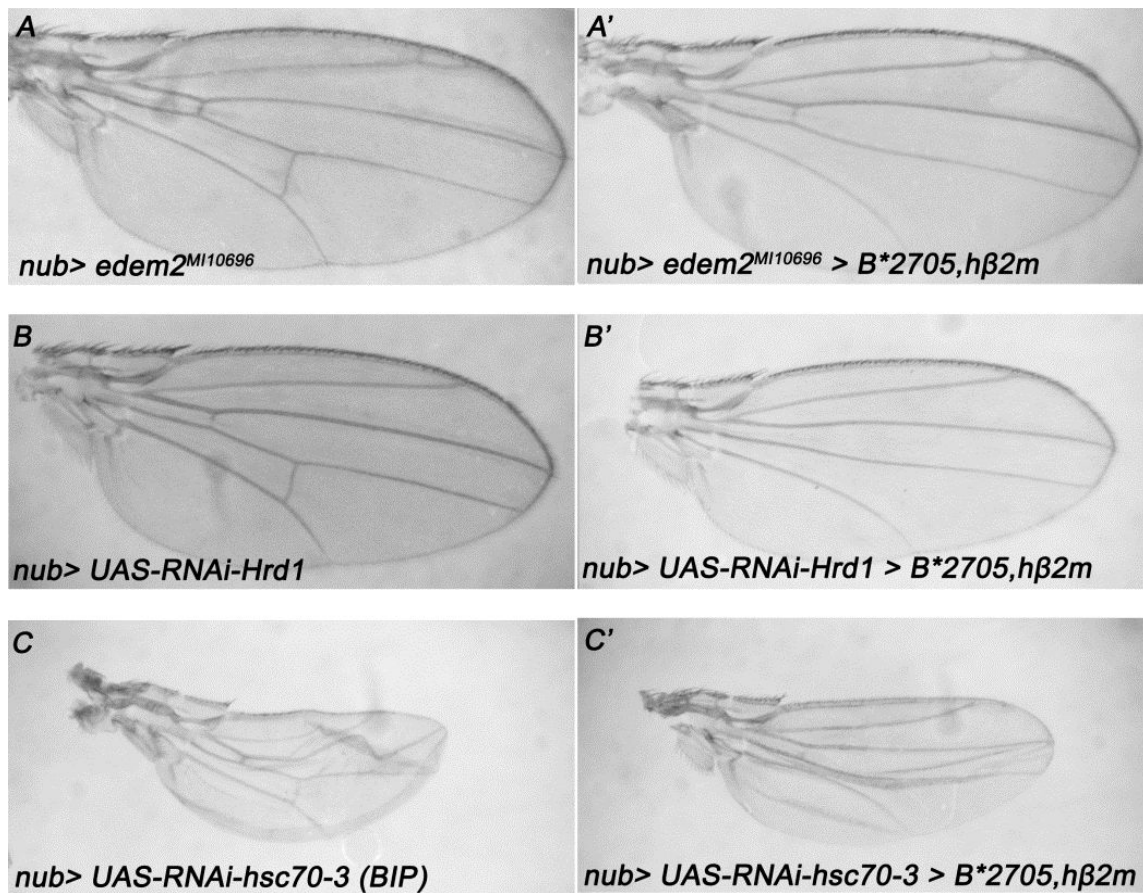 A
A'
nub> edem2MI10696
nub> edem2MI10696 > B*2705,hβ2m
B
B'
nub> UAS-RNAi-Hrd1
nub> UAS-RNAi-Hrd1 > B*2705,hβ2m
C
C'
nub> UAS-RNAi-hsc70-3 (BIP)
nub> UAS-RNAi-hsc70-3 > B*2705,hβ2m